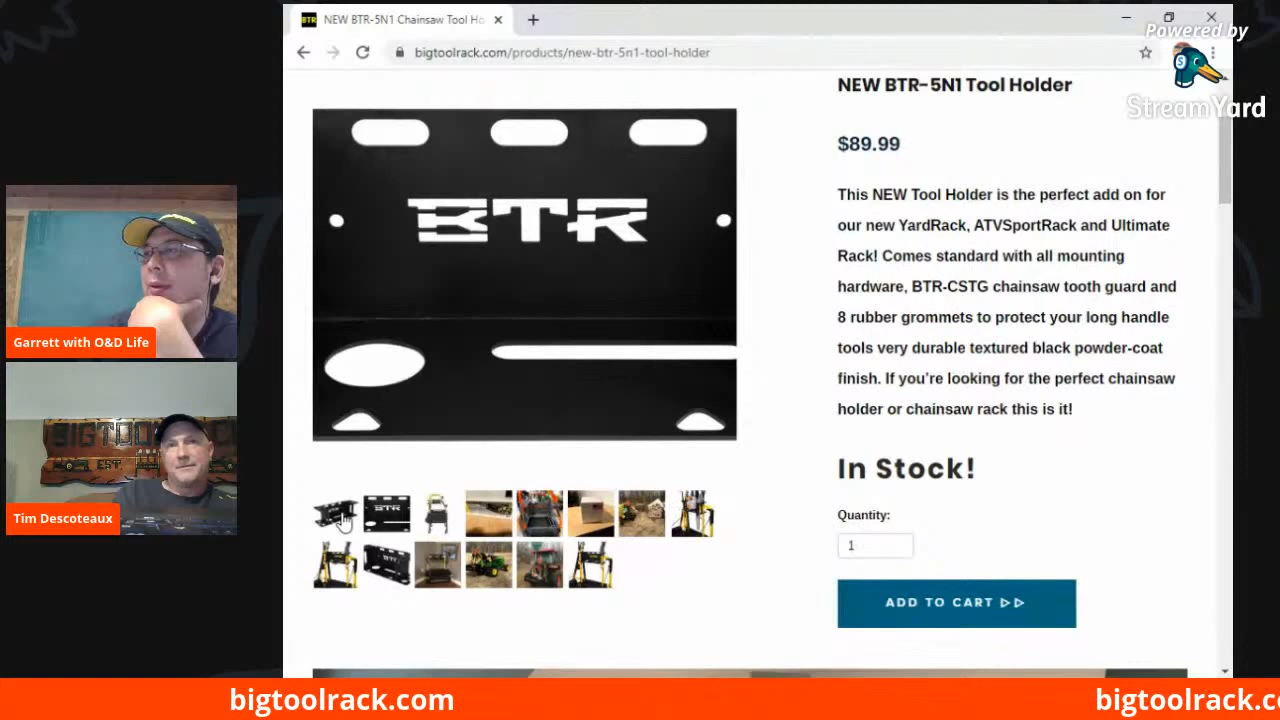 NEW BTR-5N1 Chainsaw Tool Ho
bigtoolrack.com/products/new-btr-5n1-tool-holder
Powered by
StreamYard
NEW BTR-5N1 Tool Holder
$89.99
This NEW Tool Holder is the perfect add on for
our new YardRack, ATVSportRack and Ultimate
Rack! Comes standard with all mounting
hardware, BTR-CSTG chainsaw tooth guard and
8 rubber grommets to protect your long handle
tools very durable textured black powder-coat
finish. If you’re looking for the perfect chainsaw
holder or chainsaw rack this is it!
In Stock!
Quantity:
1
ADD TO CART
BTR
Garrett with O&D Life
BIGTOOLRACK
EST.
Tim Descoteaux
bigtoolrack.com
bigtoolrack.co